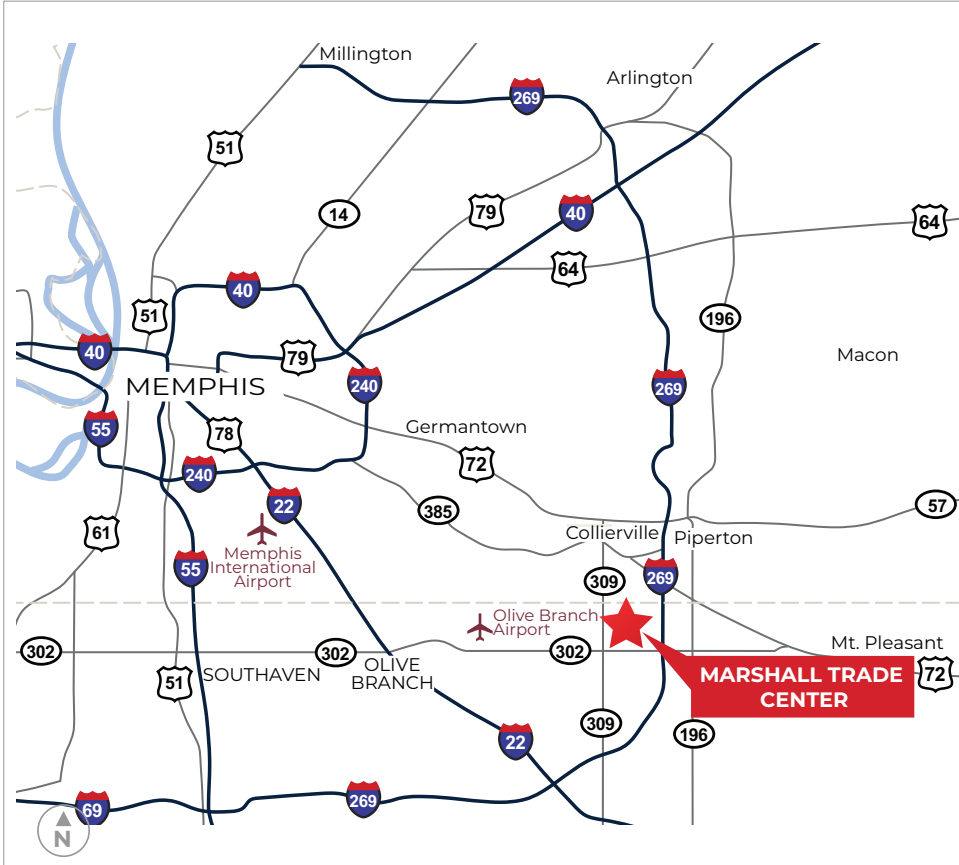 Millington
Arlington
269
51
79
14
40
64
64
40
51
196
40
79
Macon
MEMPHIS
240
269
55
78
Germantown
72
240
22
385
57
61
Memphis
International
Airport
Collierville
Piperton
55
309
269
Olive Branch
Airport
302
302
302
Mt. Pleasant
SOUTHAVEN
OLIVE
BRANCH
51
MARSHALL TRADE
CENTER
72
309
196
22
69
269
N